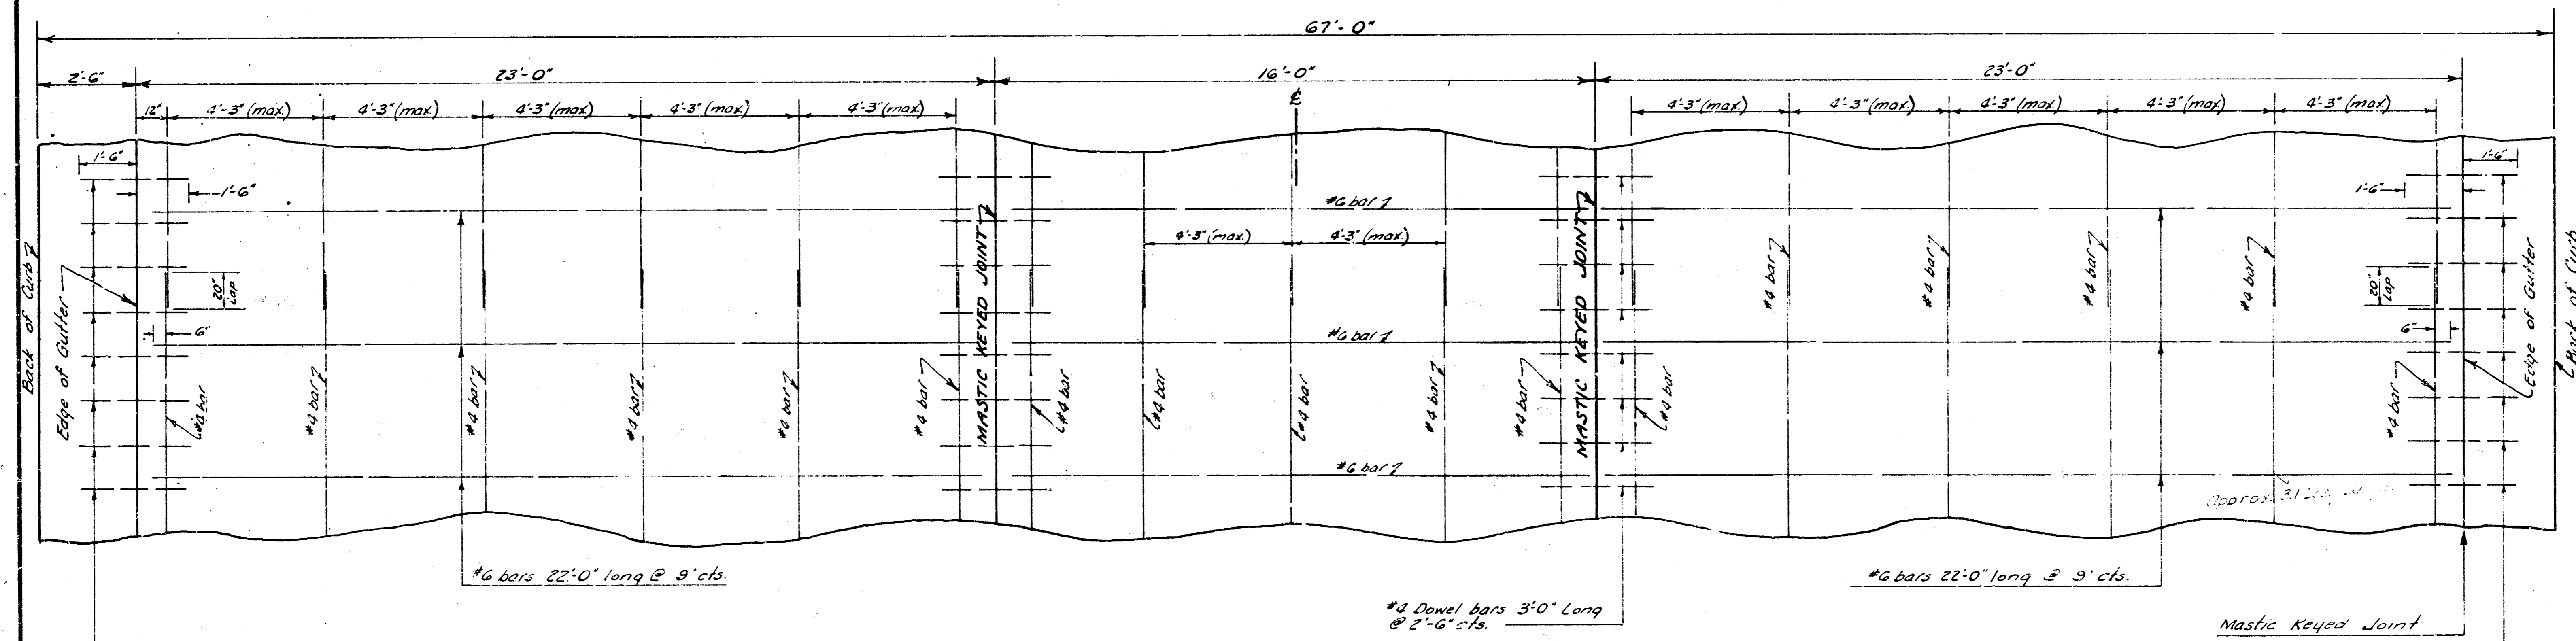 67'-0"
2'-6" 23'-0" 16'-0" 23'-0"
12" 4'-3" (max) 4'-3" (max) 4'-3" (max) 4'-3" (max) 4'-3" (max) ℄ 4'-3" (max) 4'-3" (max) 4'-3" (max) 4'-3" (max) 4'-3" (max)
1'-6" 1'-6"
1'-6" 1'-6"
#6 bar
4'-3" (max.) 4'-3" (max)
Back of Curb
Edge of Gutter
20" Lap
6"
#4 bar
#4 bar
#4 bar
#4 bar
#4 bar
#4 bar
MASTIC KEYED JOINT
#4 bar
#4 bar
#6 bar
#4 bar
#4 bar
#4 bar
MASTIC KEYED JOINT
#4 bar
#4 bar
#4 bar
#4 bar
#4 bar
20" Lap
6"
#4 bar
Edge of Gutter
Back of Curb
#6 bar
Approx.
#6 bars 22'-0" long @ 9' cts.
#6 bars 22'-0" long @ 9' cts.
#4 Dowel bars 3'-0" Long
@ 2'-6" cts.
Mastic Keyed Joint